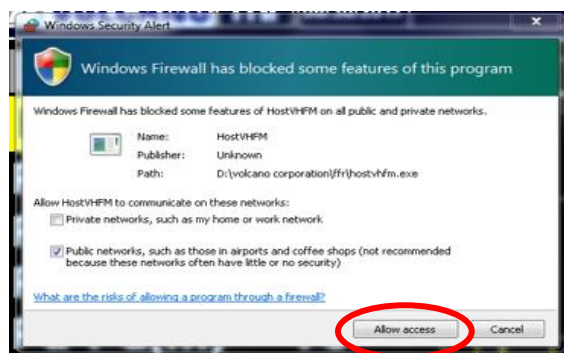 Windows Security Alert
Windows Firewall has blocked some features of this program
Windows Firewall has blocked some features of HostVHFM on all public and private networks.
Name: HostVHFM
Publisher: Unknown
Path: D:\volcano corporation\ffr\hostvhfm.exe
Allow HostVHFM to communicate on these networks:
Private networks, such as my home or work network
Public networks, such as those in airports and coffee shops (not recommended
because these networks often have little or no security)
What are the risks of allowing a program through a firewall?
Allow access Cancel